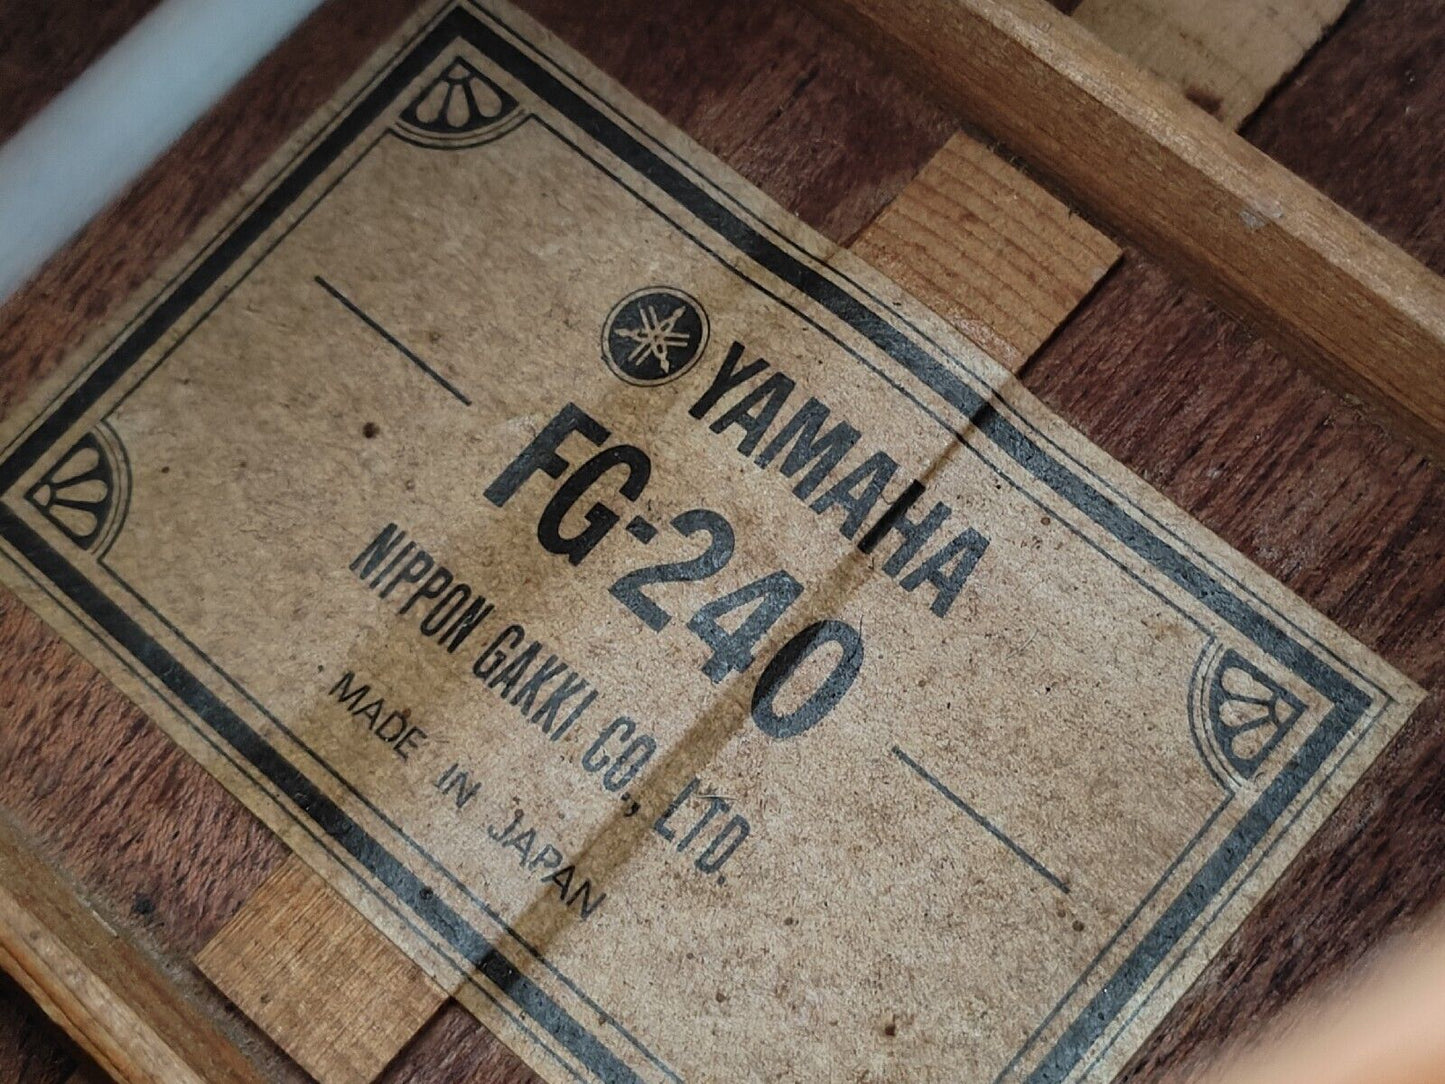 YAMAHA
FG-240
NIPPON GAKKI CO., LTD.
MADE IN JAPAN